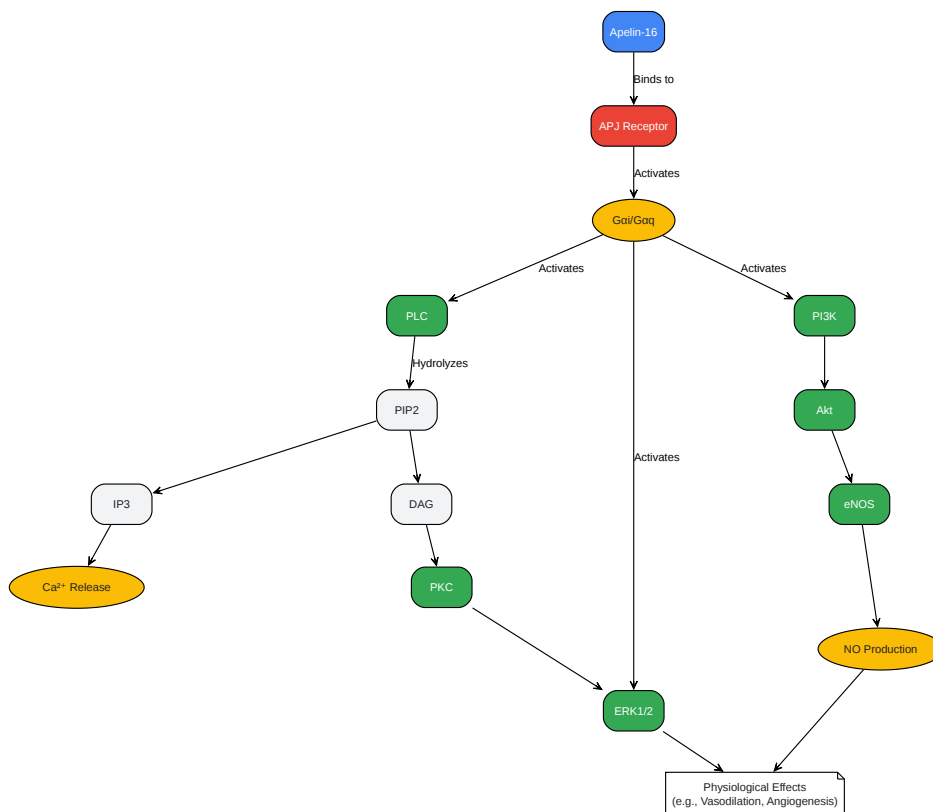 Apelin-16
Binds to
APJ Receptor
Activates
Gαi/Gαq
Activates
Activates
PLC
PI3K
Hydrolyzes
PIP2
Akt
Activates
IP3
DAG
eNOS
Ca²⁺ Release
PKC
NO Production
ERK1/2
Physiological Effects
(e.g., Vasodilation, Angiogenesis)